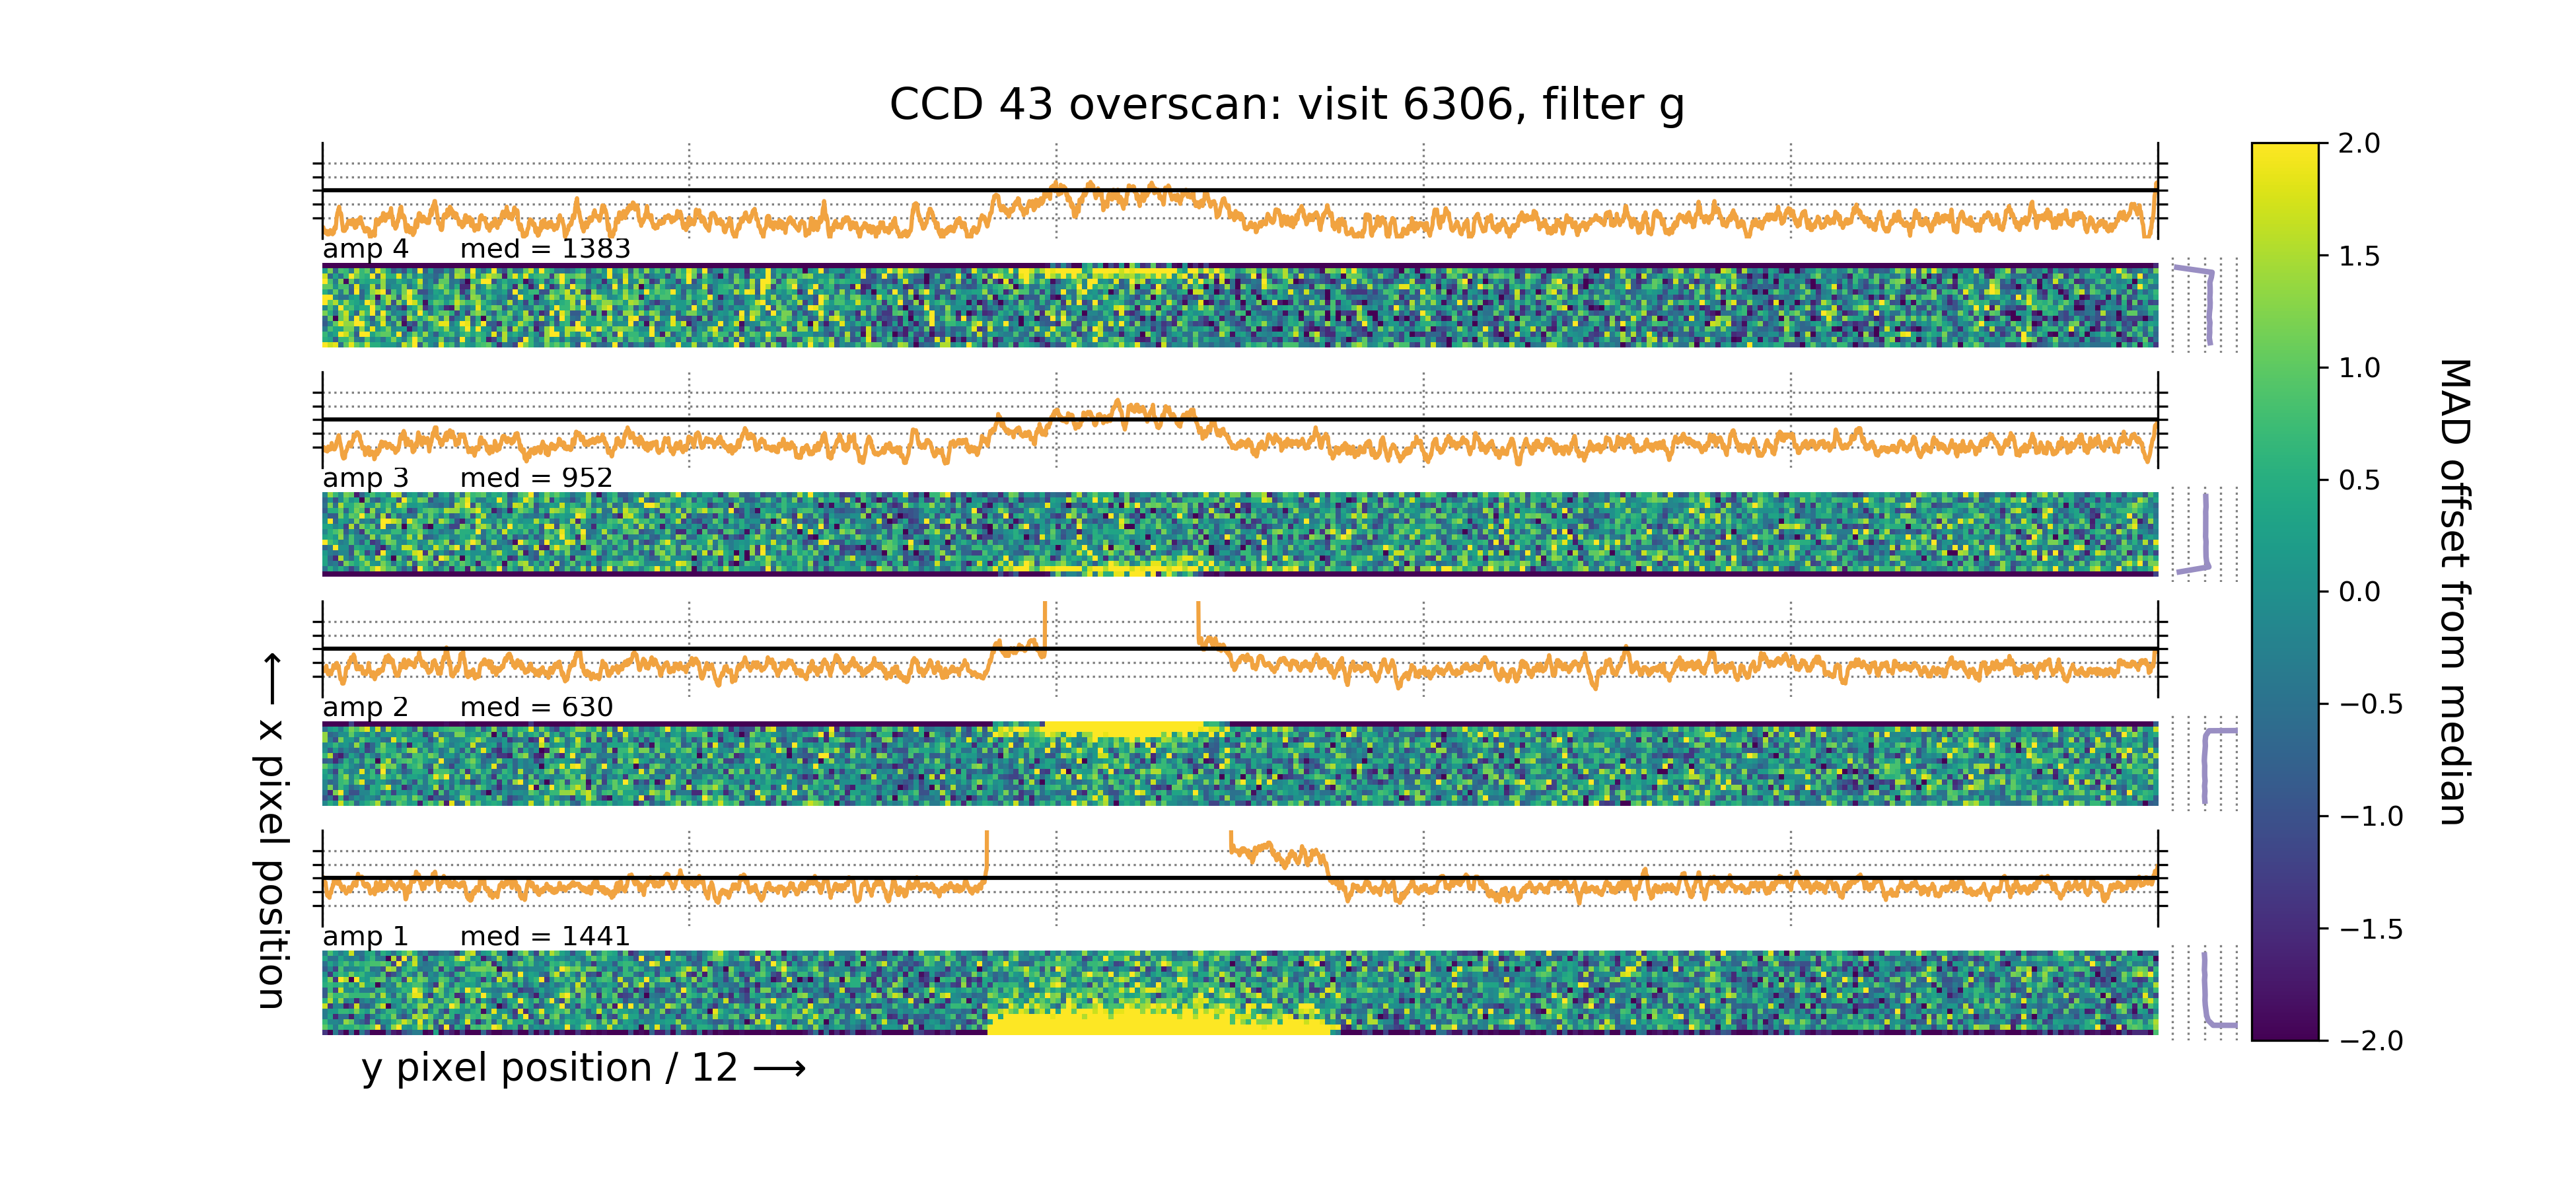 CCD 43 overscan: visit 6306, filter g
amp 4 med = 1383
amp 3 med = 952
amp 2 med = 630
amp 1 med = 1441
⟵ x pixel position
y pixel position / 12 ⟶
2.0
1.5
1.0
0.5
0.0
−0.5
−1.0
−1.5
−2.0
MAD offset from median